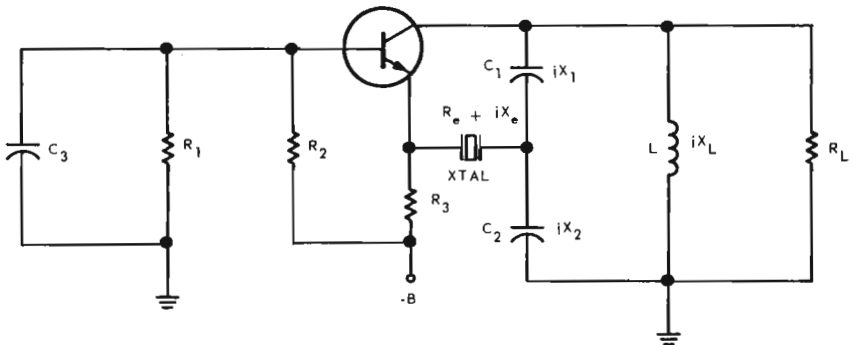 C1 iX1
Re + iXe
C3
R1
R2
XTAL
L iXL
RL
R3
C2 iX2
-B